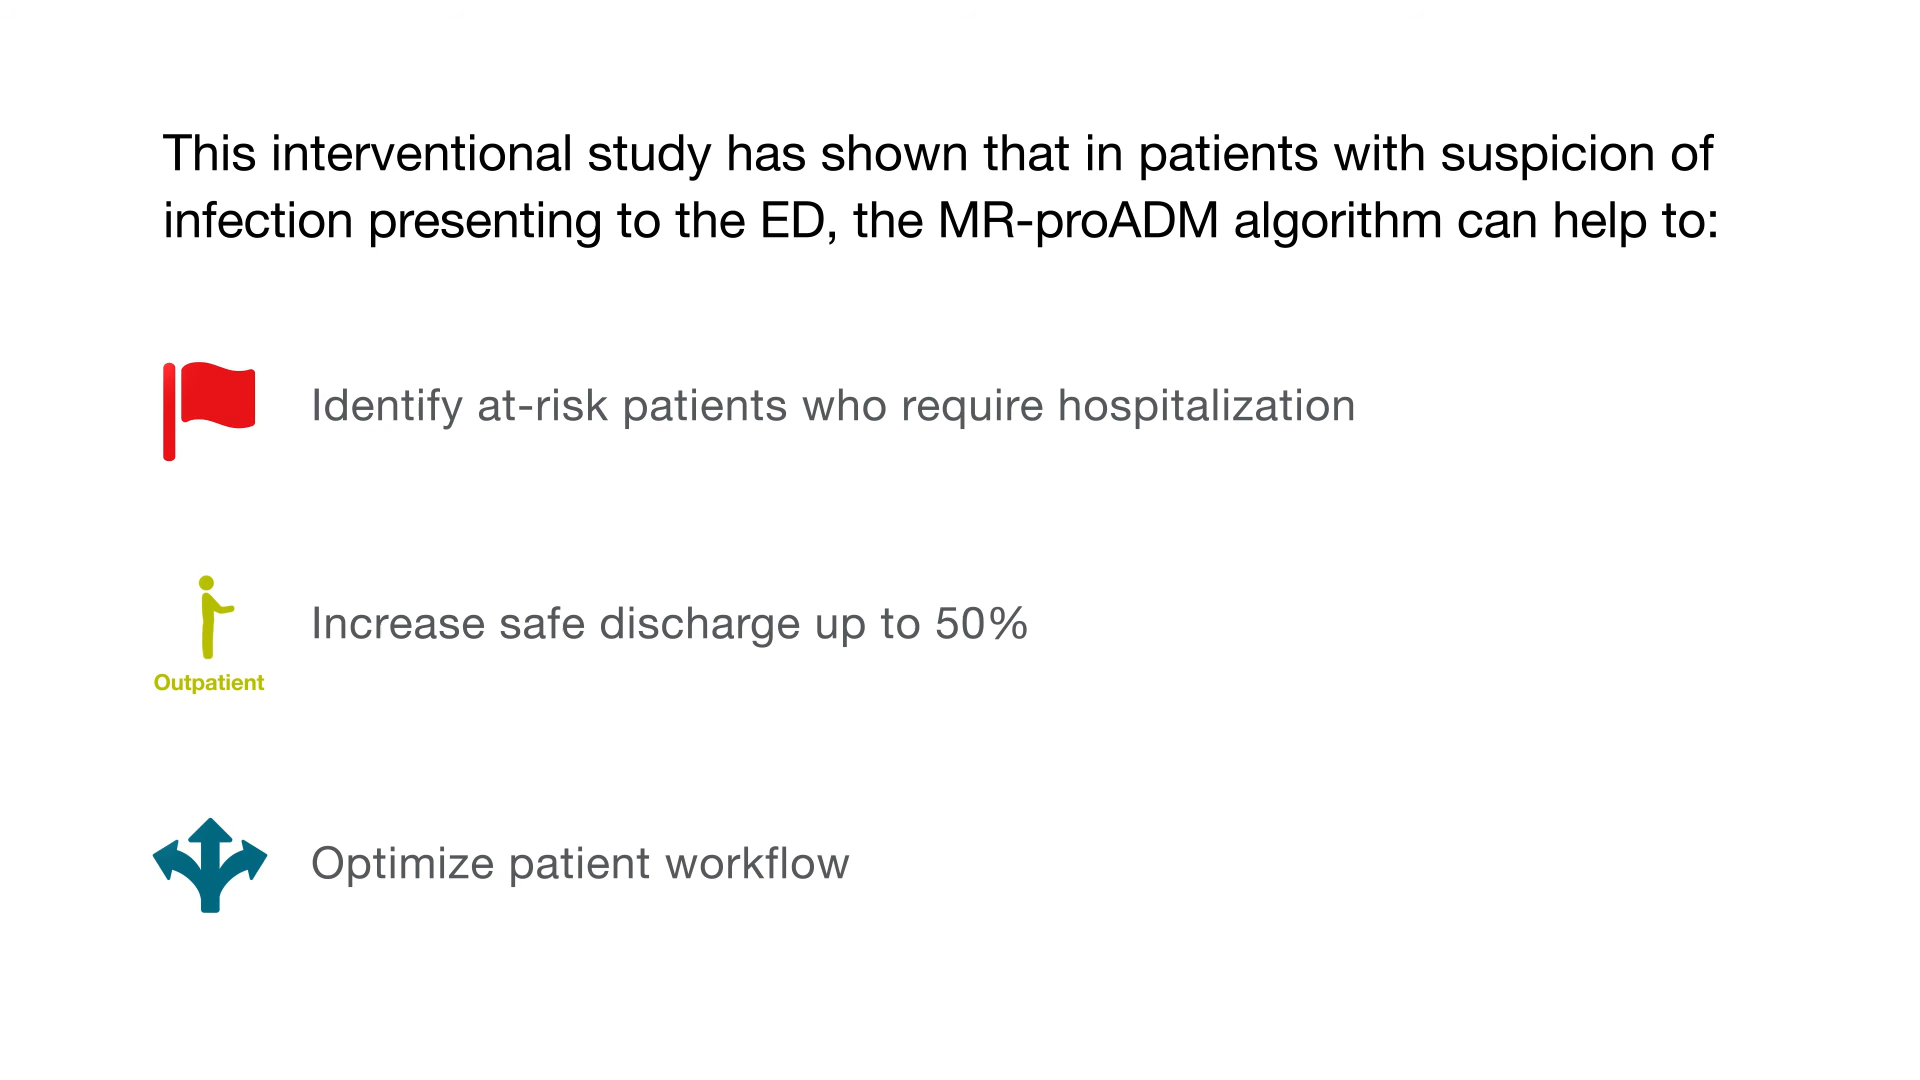 This interventional study has shown that in patients with suspicion of
infection presenting to the ED, the MR-proADM algorithm can help to:
Identify at-risk patients who require hospitalization
Increase safe discharge up to 50%
Outpatient
Optimize patient workflow